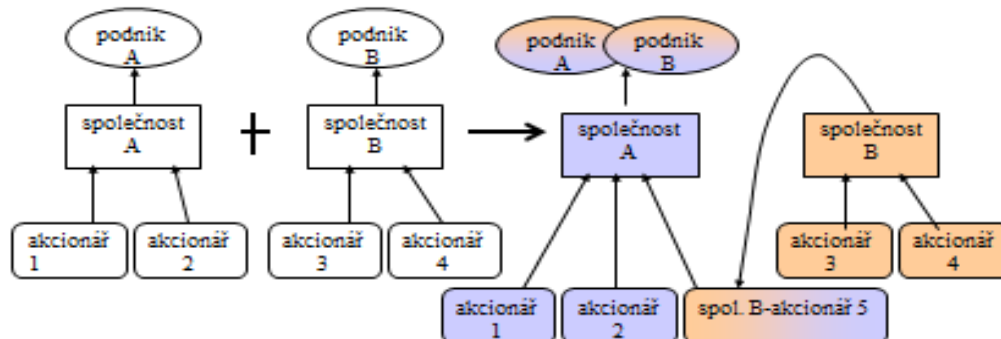 podnik
A
podnik
B
podnik
A
podnik
B
společnost
A
+
společnost
B
společnost
A
společnost
B
akcionář
1
akcionář
2
akcionář
3
akcionář
4
akcionář
3
akcionář
4
akcionář
1
akcionář
2
spol. B-akcionář 5